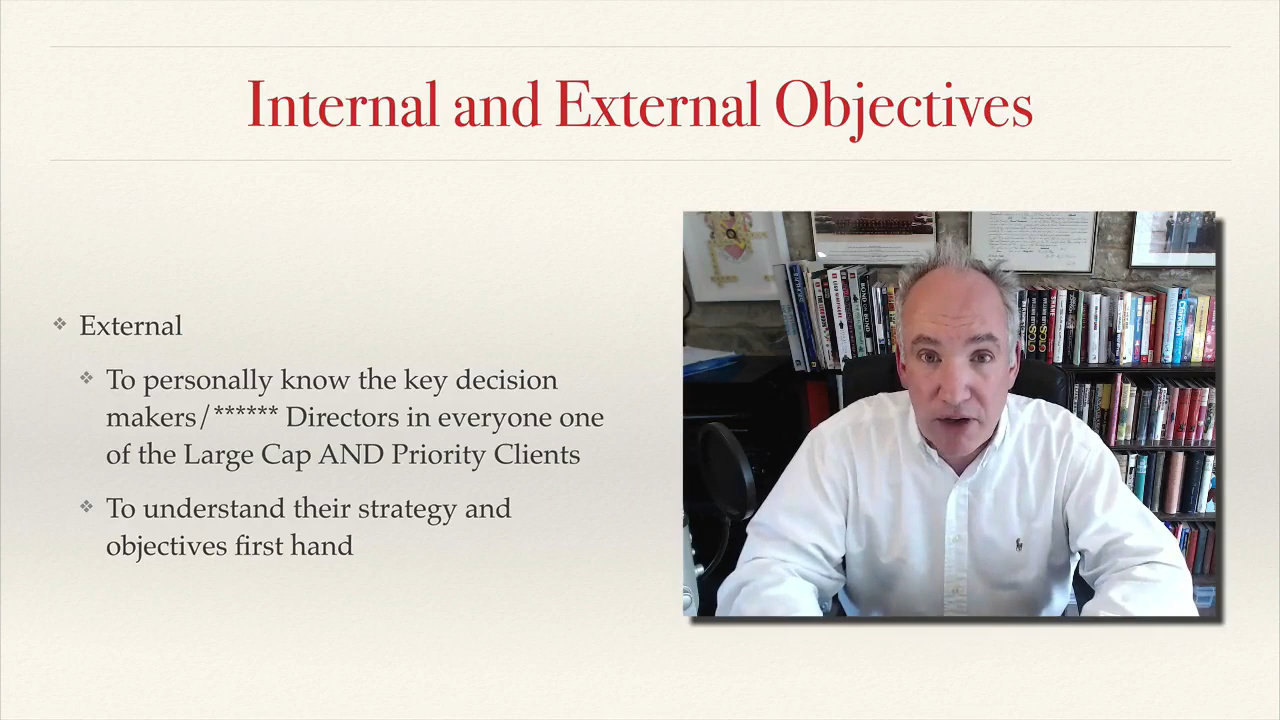 Internal and External Objectives
External
To personally know the key decision
makers/****** Directors in everyone one
of the Large Cap AND Priority Clients
To understand their strategy and
objectives first hand